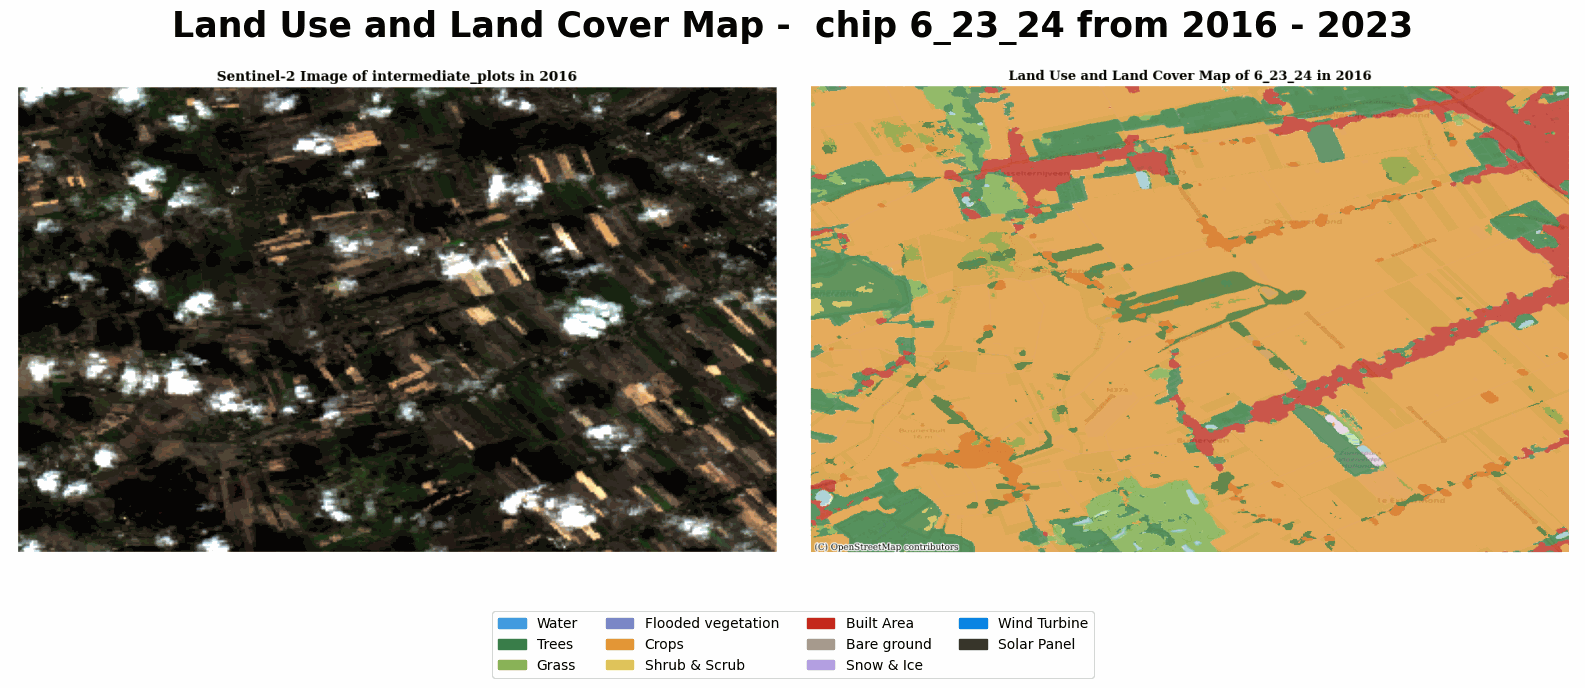 Land Use and Land Cover Map -  chip 6_23_24 from 2016 - 2023
Sentinel-2 Image of intermediate_plots in 2016
Land Use and Land Cover Map of 6_23_24 in 2016
(C) OpenStreetMap contributors
Water
Trees
Grass
Flooded vegetation
Crops
Shrub & Scrub
Built Area
Bare ground
Snow & Ice
Wind Turbine
Solar Panel